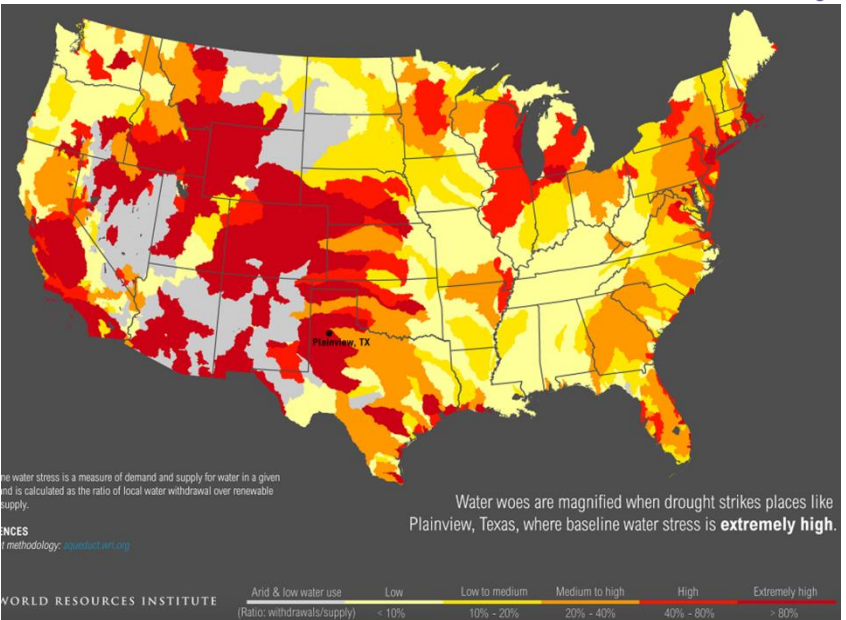 Plainview, TX
ne water stress is a measure of demand and supply for water in a given
nd is calculated as the ratio of local water withdrawal over renewable
supply.
ENCES
t methodology: aqueduct.wri.org
Water woes are magnified when drought strikes places like
Plainview, Texas, where baseline water stress is extremely high.
WORLD RESOURCES INSTITUTE
Arid & low water use Low Low to medium Medium to high High Extremely high
(Ratio: withdrawals/supply) < 10% 10% - 20% 20% - 40% 40% - 80% > 80%